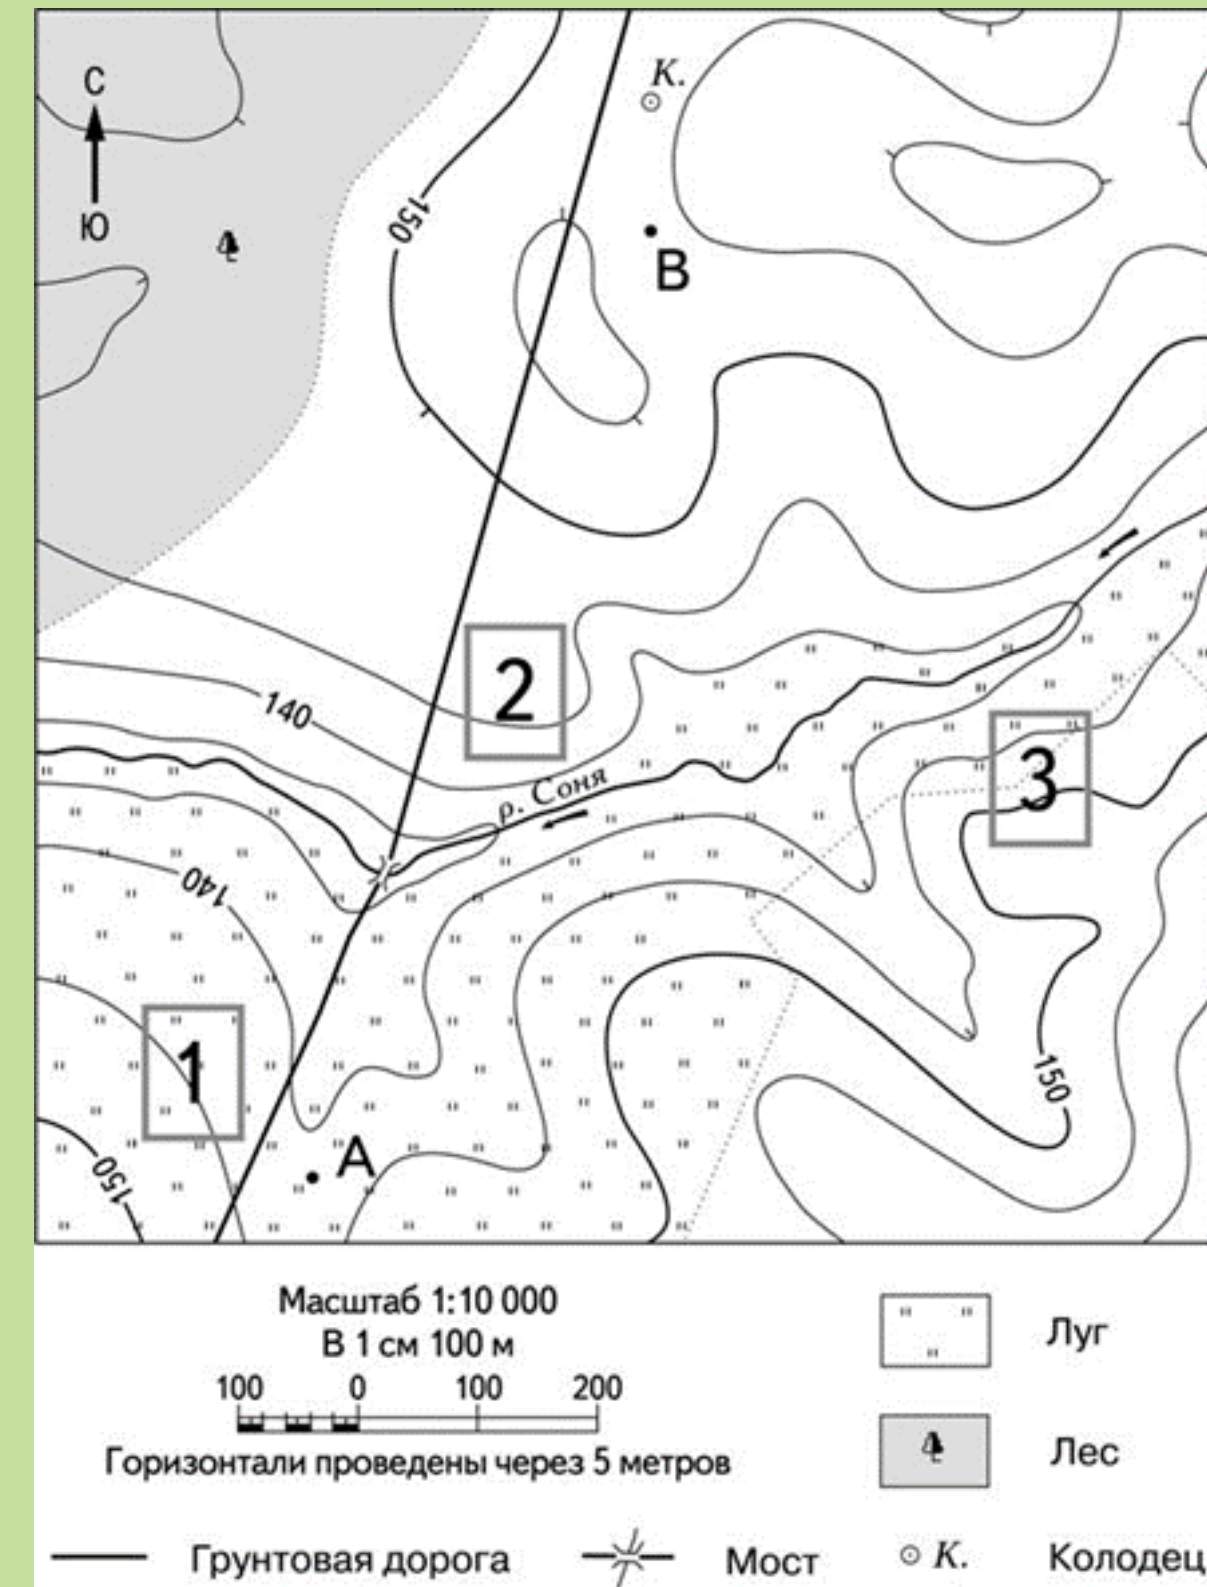 С
Ю
К.
В
150
2
140
р. Соня
3
140
1
150
А
150
Масштаб 1:10 000
В 1 см 100 м
100 0 100 200
Горизонтали проведены через 5 метров
Луг
Лес
Грунтовая дорога
Мост
К.
Колодец